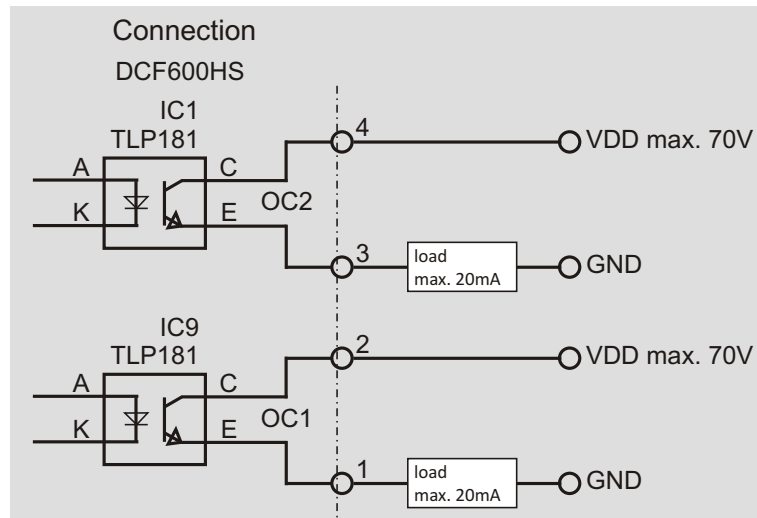 Connection
DCF600HS
IC1
TLP181
4
VDD max. 70V
A
C
OC2
K
E
3
load
max. 20mA
GND
IC9
TLP181
2
VDD max. 70V
A
C
OC1
K
E
1
load
max. 20mA
GND